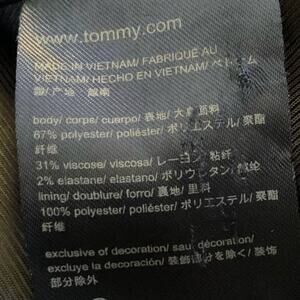 www.tommy.com
MADE IN VIETNAM/ FABRIQUÉ AU
VIETNAM/ HECHO EN VIETNAM/ ベトナム
製/ 产地 : 越南
body/ corps/ cuerpo/ 表地/ 大身面料
67% polyester/ poliéster/ ポリエステル/ 聚酯
纤维
31% viscose/ viscosa/ レーヨン/ 粘纤
2% elastane/ elastano/ ポリウレタン/ 氨纶
lining/ doublure/ forro/ 裏地/ 里料
100% polyester/ poliéster/ ポリエステル/ 聚酯
纤维
exclusive of decoration/ sauf décoration/
excluye la decoración/ 装飾部分を除く/ 装饰
部分除外